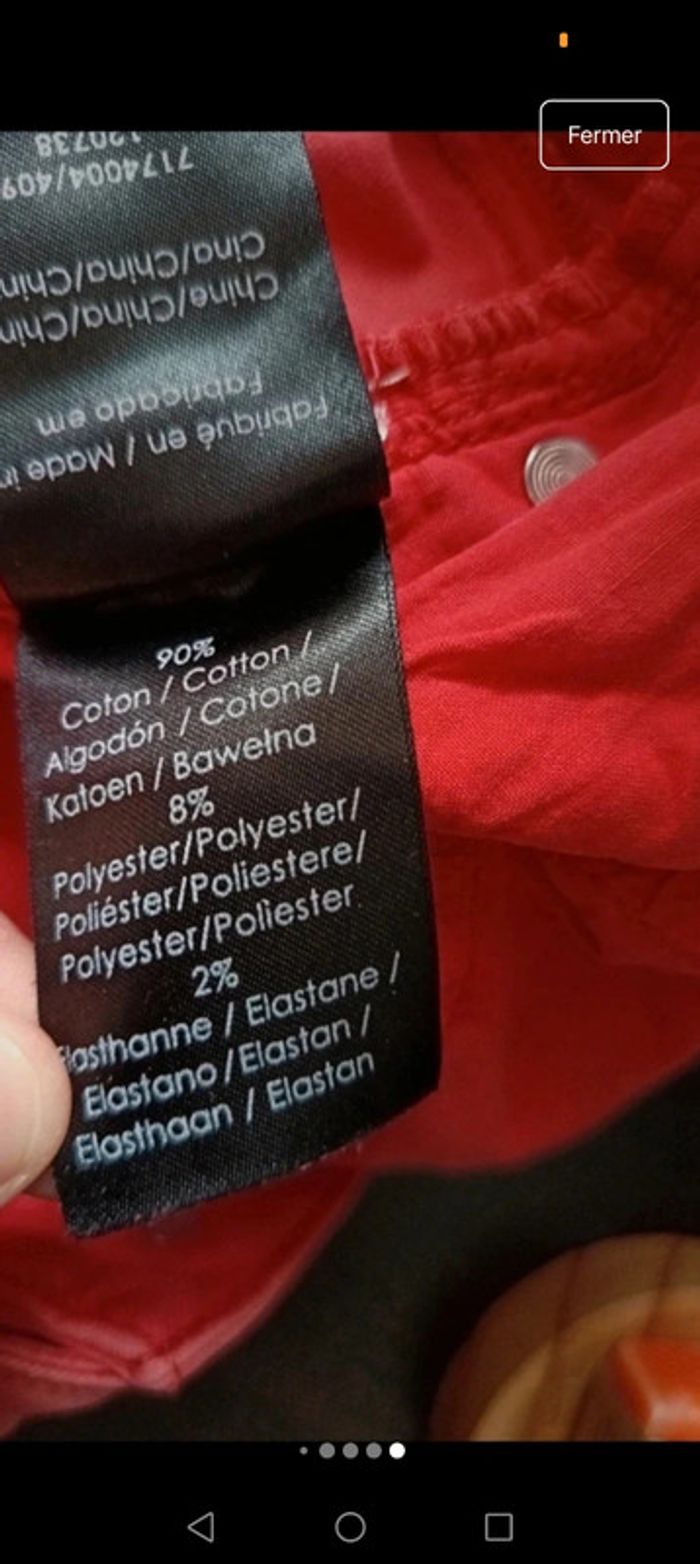 Fermer
120738
7174004/409
Cina/China/Chin
Chine/China/Chin
Fabricado em
Fabriqué en / Made in
90%
Coton / Cotton /
Algodón / Cotone /
Katoen / Bawełna
8%
Polyester/Polyester/
Poliéster/Poliestere/
Polyester/Poliester
2%
Elasthanne / Elastane /
Elastano / Elastan /
Elasthaan / Elastan